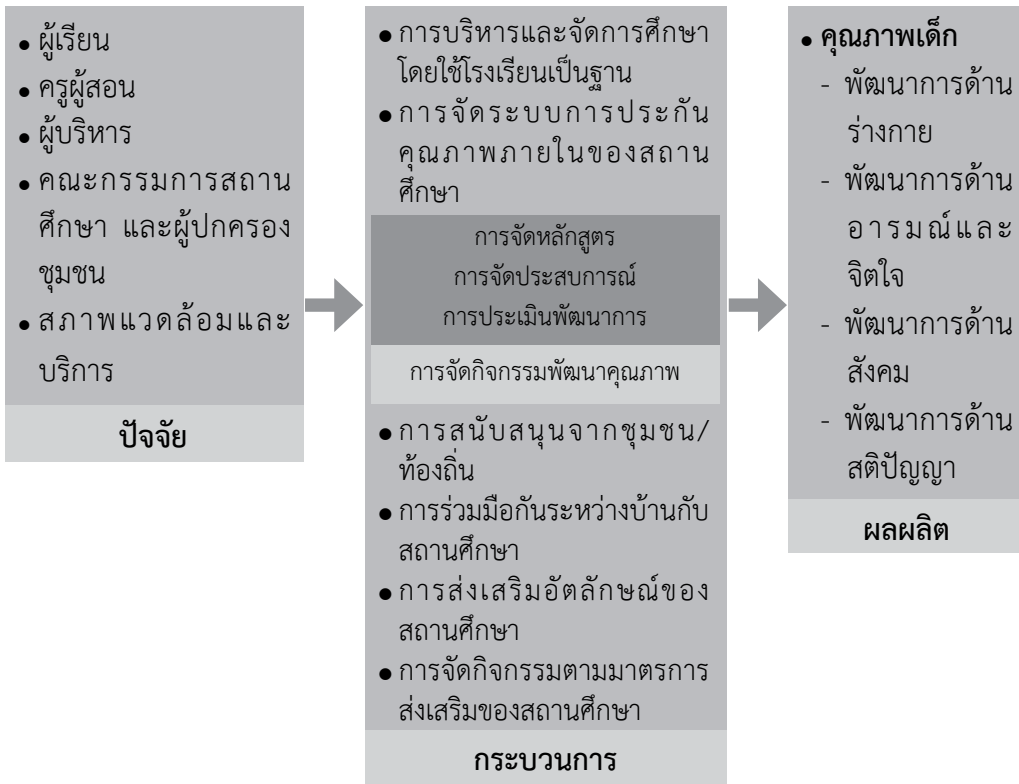 ● ผู้เรียน
● ครูผู้สอน
● ผู้บริหาร
● คณะกรรมการสถาน
ศึกษา และผู้ปกครอง
ชุมชน
● สภาพแวดล้อมและ
บริการ
ปัจจัย
● การบริหารและจัดการศึกษา
โดยใช้โรงเรียนเป็นฐาน
● การจัดระบบการประกัน
คุณภาพภายในของสถาน
ศึกษา
การจัดหลักสูตร
การจัดประสบการณ์
การประเมินพัฒนาการ
การจัดกิจกรรมพัฒนาคุณภาพ
● การสนับสนุนจากชุมชน/
ท้องถิ่น
● การร่วมมือกันระหว่างบ้านกับ
สถานศึกษา
● การส่งเสริมอัตลักษณ์ของ
สถานศึกษา
● การจัดกิจกรรมตามมาตรการ
ส่งเสริมของสถานศึกษา
กระบวนการ
● คุณภาพเด็ก
- พัฒนาการด้าน
ร่างกาย
- พัฒนาการด้าน
อารมณ์และ
จิตใจ
- พัฒนาการด้าน
สังคม
- พัฒนาการด้าน
สติปัญญา
ผลผลิต